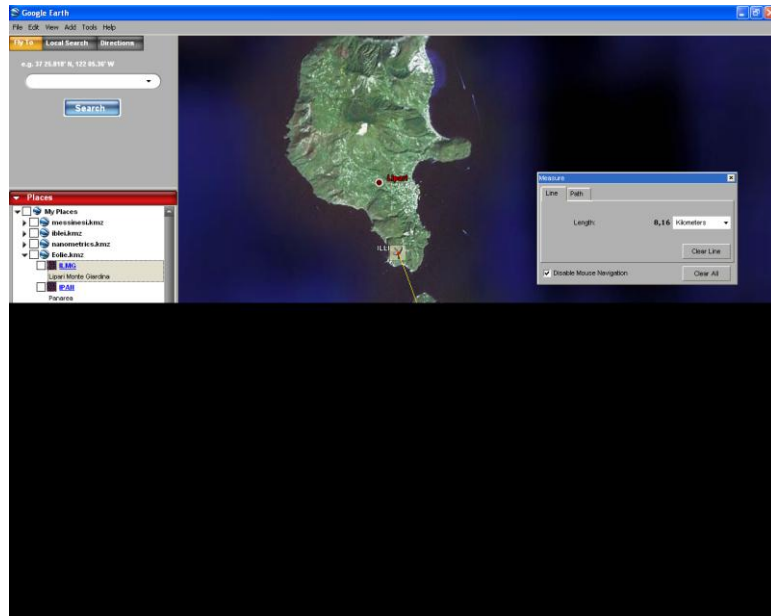 Google Earth
File Edit View Add Tools Help
Fly To Local Search Directions
e.g. 37 25.818' N, 122 05.36' W
Search
Places
My Places
messinesi.kmz
iblei.kmz
nanometrics.kmz
Eolie.kmz
ILMG
Lipari Monte Giardina
IPAN
Panarea
Lipari
Measure
Line Path
Length: 8,16 Kilometers
Clear Line
Disable Mouse Navigation Clear All